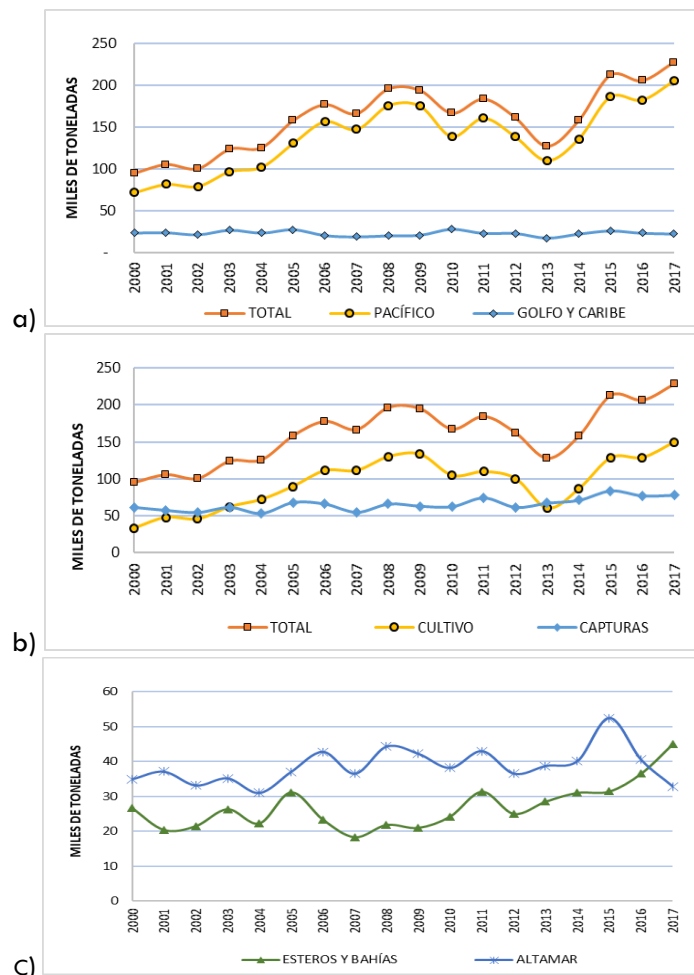 MILES DE TONELADAS
250
200
150
100
50
-
2000 2001 2002 2003 2004 2005 2006 2007 2008 2009 2010 2011 2012 2013 2014 2015 2016 2017
a)
TOTAL PACÍFICO GOLFO Y CARIBE
MILES DE TONELADAS
250
200
150
100
50
0
2000 2001 2002 2003 2004 2005 2006 2007 2008 2009 2010 2011 2012 2013 2014 2015 2016 2017
TOTAL CULTIVO CAPTURAS
b)
MILES DE TONELADAS
60
50
40
30
20
10
0
2000 2001 2002 2003 2004 2005 2006 2007 2008 2009 2010 2011 2012 2013 2014 2015 2016 2017
ESTEROS Y BAHÍAS ALTAMAR
C)